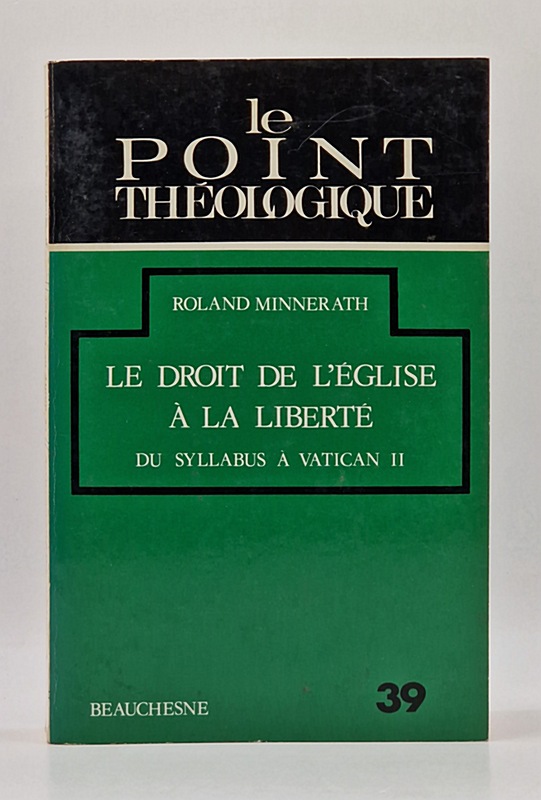 le
POINT
THÉOLOGIQUE
ROLAND MINNERATH
LE DROIT DE L'ÉGLISE
À LA LIBERTÉ
DU SYLLABUS À VATICAN II
BEAUCHESNE
39